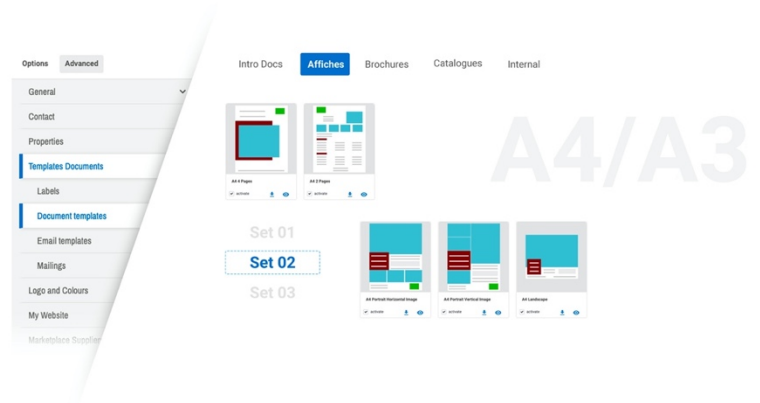 Options Advanced
General
Contact
Properties
Templates Documents
Labels
Document templates
Email templates
Mailings
Logo and Colours
My Website
Marketplace Supplier
Intro Docs Affiches Brochures Catalogues Internal
A4/A3
A4 4 Pages A4 2 Pages
activate activate
Set 01
Set 02
Set 03
A4 Portrait Horizontal Image A4 Portrait Vertical Image A4 Landscape
activate activate activate